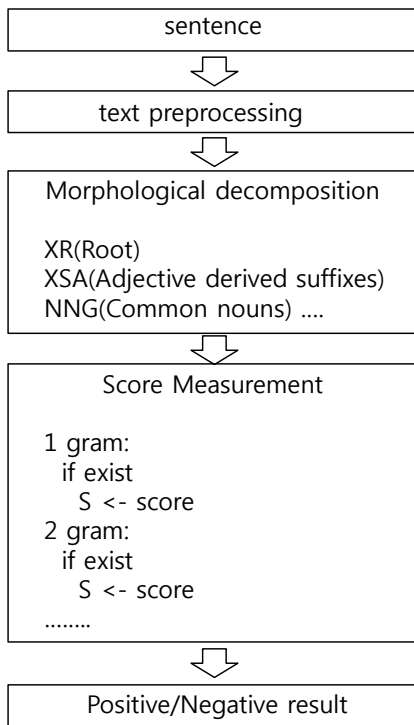 sentence
text preprocessing
Morphological decomposition
XR(Root)
XSA(Adjective derived suffixes)
NNG(Common nouns) ....
Score Measurement
1 gram:
if exist
S <- score
2 gram:
if exist
S <- score
........
Positive/Negative result